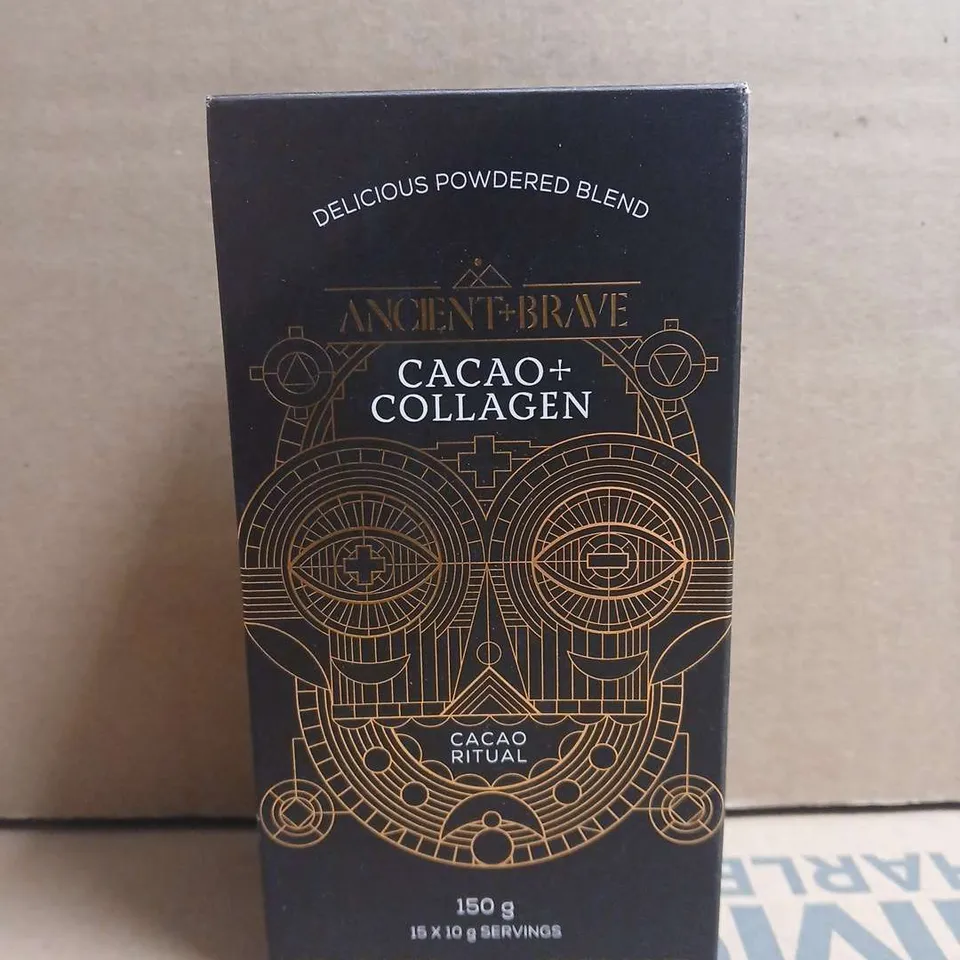 DELICIOUS POWDERED BLEND
ANCIENT+BRAVE
CACAO+
COLLAGEN
CACAO
RITUAL
150 g
15 X 10 g SERVINGS